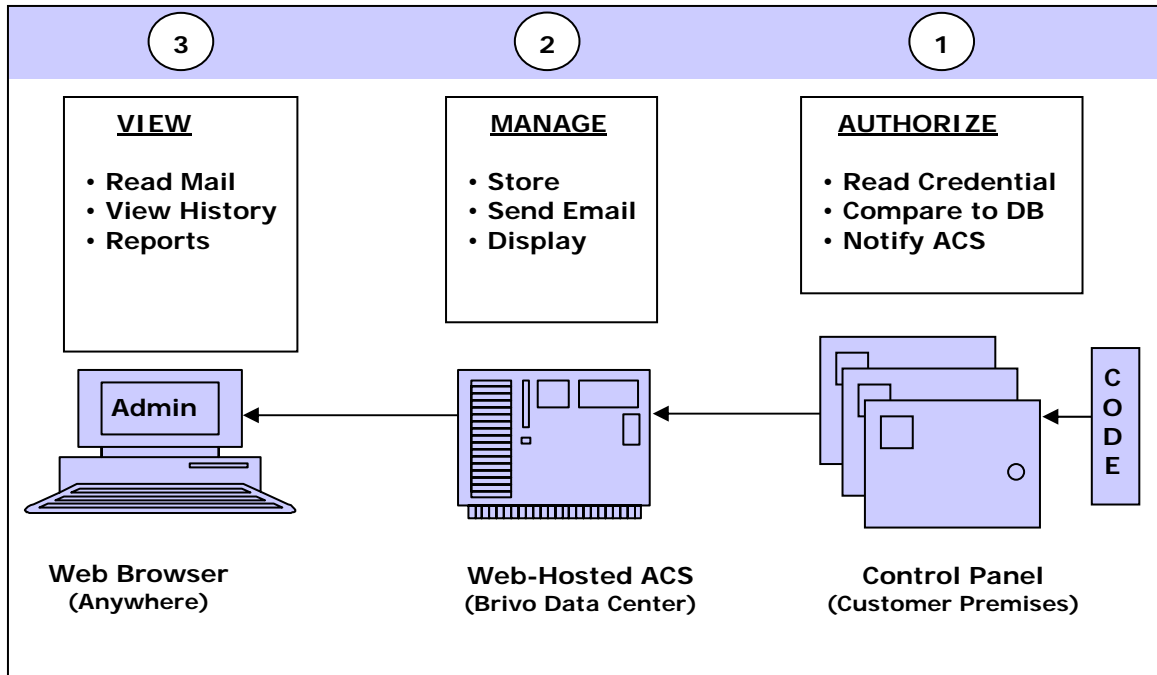 3
2
1
VIEW
• Read Mail
• View History
• Reports
MANAGE
• Store
• Send Email
• Display
AUTHORIZE
• Read Credential
• Compare to DB
• Notify ACS
Admin
C
O
D
E
Web Browser
(Anywhere)
Web-Hosted ACS
(Brivo Data Center)
Control Panel
(Customer Premises)